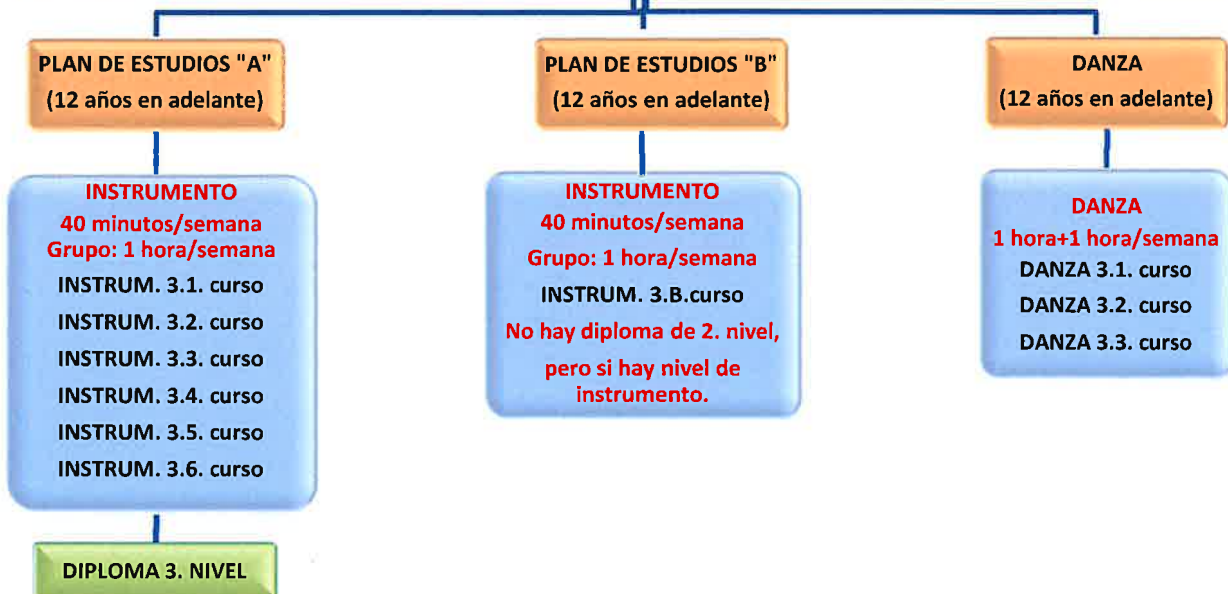 PLAN DE ESTUDIOS "A"
(12 años en adelante)
INSTRUMENTO
40 minutos/semana
Grupo: 1 hora/semana
INSTRUM. 3.1. curso
INSTRUM. 3.2. curso
INSTRUM. 3.3. curso
INSTRUM. 3.4. curso
INSTRUM. 3.5. curso
INSTRUM. 3.6. curso
DIPLOMA 3. NIVEL
PLAN DE ESTUDIOS "B"
(12 años en adelante)
INSTRUMENTO
40 minutos/semana
Grupo: 1 hora/semana
INSTRUM. 3.B.curso
No hay diploma de 2. nivel,
pero si hay nivel de
instrumento.
DANZA
(12 años en adelante)
DANZA
1 hora+1 hora/semana
DANZA 3.1. curso
DANZA 3.2. curso
DANZA 3.3. curso